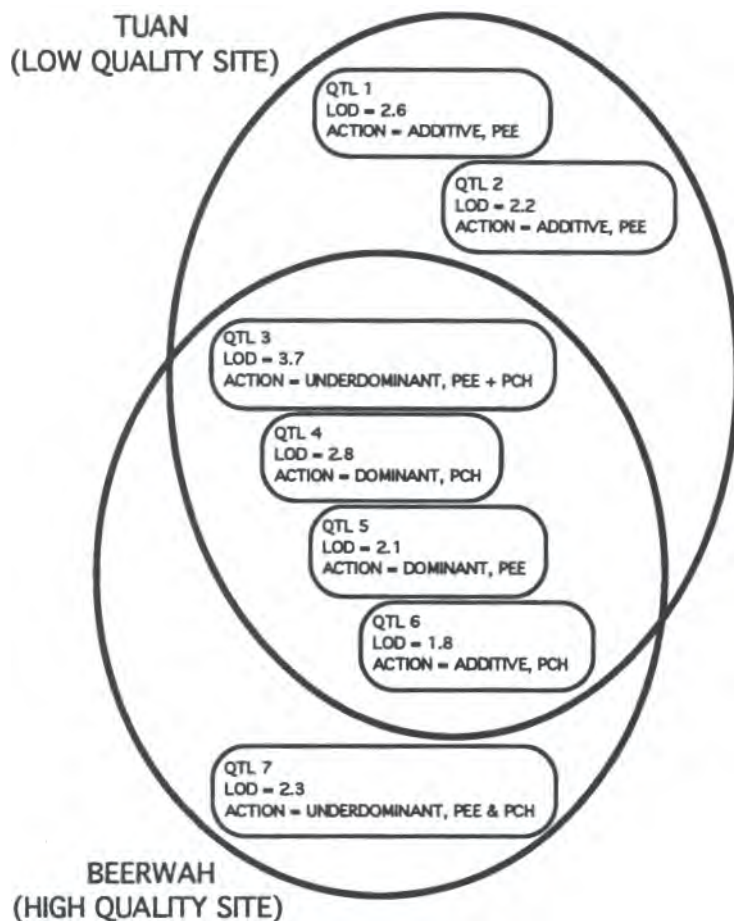 TUAN
(LOW QUALITY SITE)
QTL 1
LOD = 2.6
ACTION = ADDITIVE, PEE
QTL 2
LOD = 2.2
ACTION = ADDITIVE, PEE
QTL 3
LOD = 3.7
ACTION = UNDERDOMINANT, PEE + PCH
QTL 4
LOD = 2.8
ACTION = DOMINANT, PCH
QTL 5
LOD = 2.1
ACTION = DOMINANT, PEE
QTL 6
LOD = 1.8
ACTION = ADDITIVE, PCH
QTL 7
LOD = 2.3
ACTION = UNDERDOMINANT, PEE & PCH
BEERWAH
(HIGH QUALITY SITE)